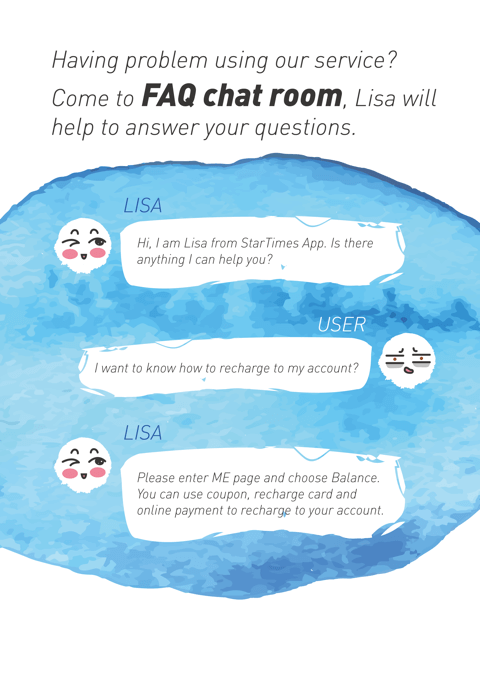 Having problem using our service?
Come to FAQ chat room, Lisa will
help to answer your questions.
LISA
Hi, I am Lisa from StarTimes App. Is there
anything I can help you?
USER
I want to know how to recharge to my account?
LISA
Please enter ME page and choose Balance.
You can use coupon, recharge card and
online payment to recharge to your account.